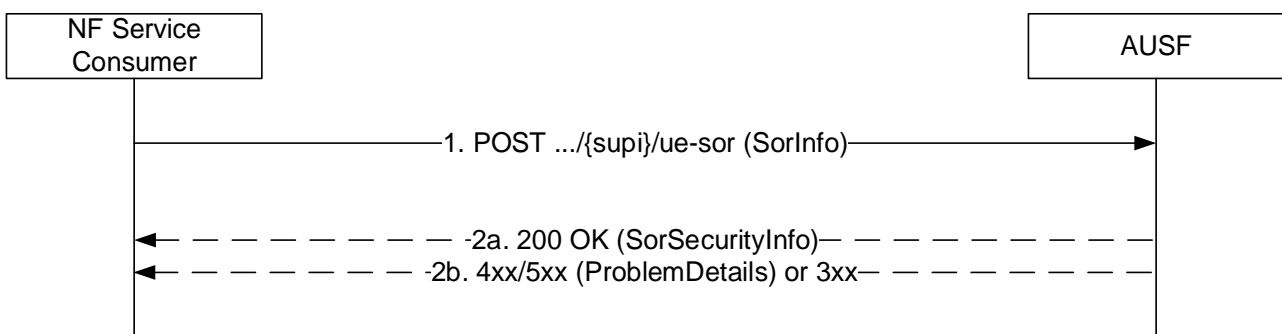 NF Service
Consumer
AUSF
1. POST .../{supi}/ue-sor (SorInfo)
2a. 200 OK (SorSecurityInfo)
2b. 4xx/5xx (ProblemDetails) or 3xx